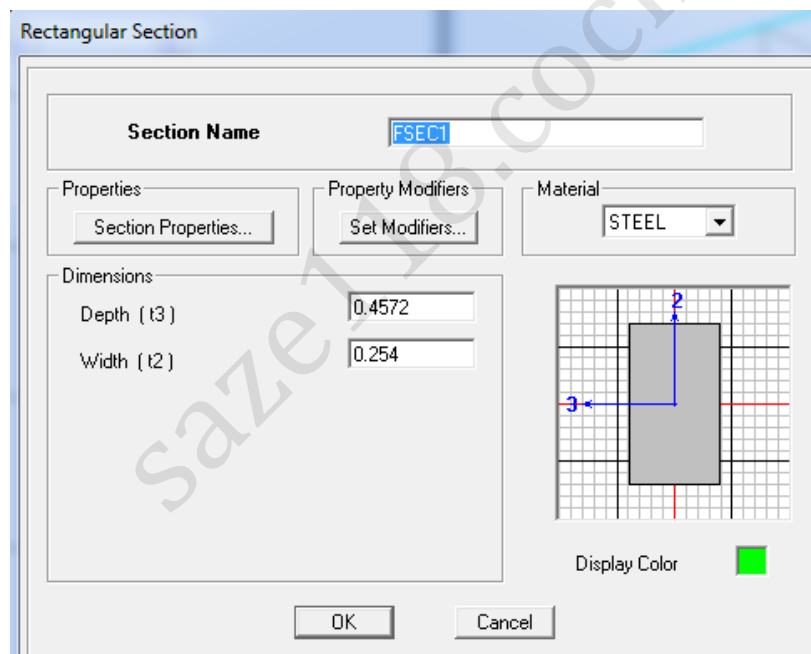 Rectangular Section
Section Name
FSEC1
Properties
Section Properties...
Property Modifiers
Set Modifiers...
Material
STEEL
Dimensions
Depth ( t3 )
0.4572
Width ( t2 )
0.254
2
3
Display Color
OK
Cancel